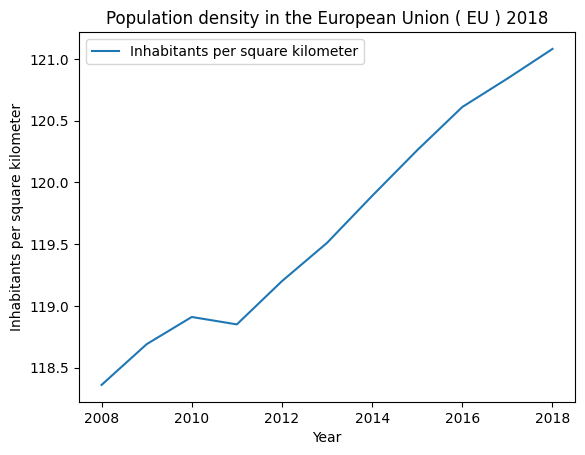 Population density in the European Union ( EU ) 2018
Inhabitants per square kilometer
Inhabitants per square kilometer
121.0
120.5
120.0
119.5
119.0
118.5
2008 2010 2012 2014 2016 2018
Year